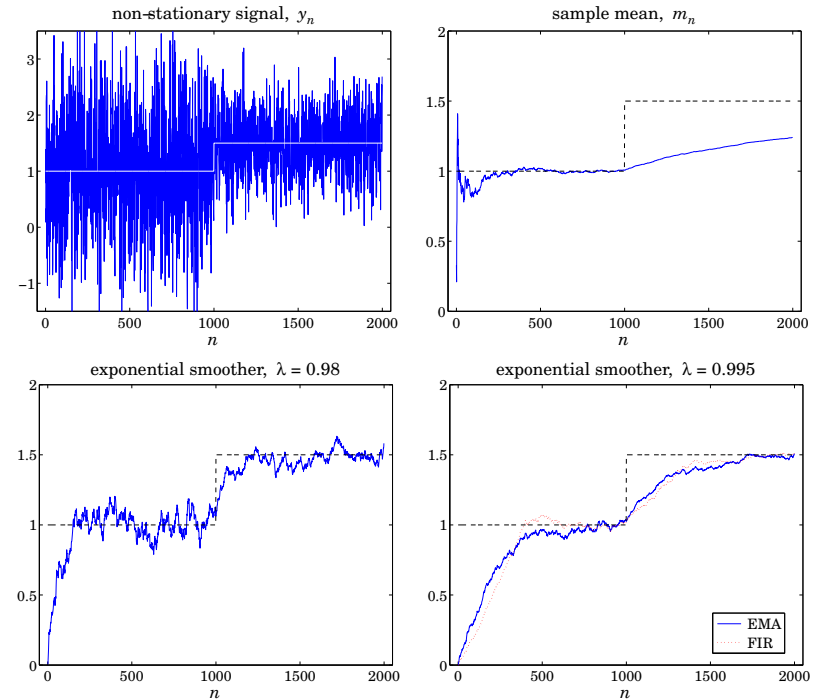 non-stationary signal, yₙ
3
2
1
0
−1
0 500 1000 1500 2000
n
sample mean, mₙ
2
1.5
1
0.5
0
0 500 1000 1500 2000
n
exponential smoother, λ = 0.98
2
1.5
1
0.5
0
0 500 1000 1500 2000
n
exponential smoother, λ = 0.995
2
1.5
1
0.5
0
EMA
FIR
0 500 1000 1500 2000
n